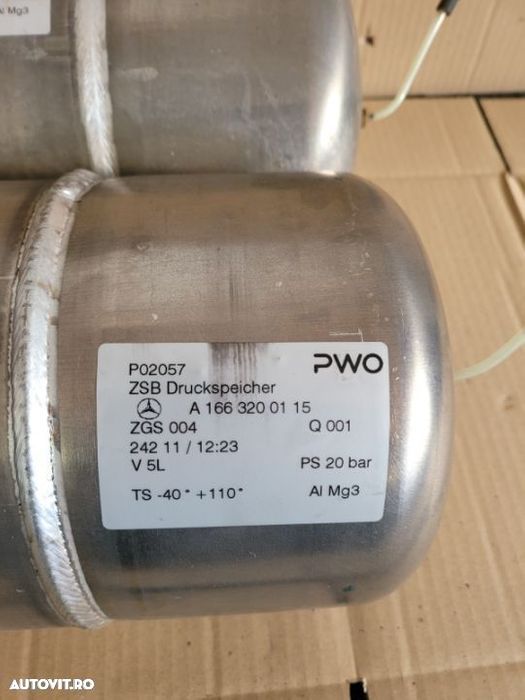 Al Mg3
P02057 PWO
ZSB Druckspeicher
A 166 320 01 15
ZGS 004 Q 001
242 11 / 12:23
V 5L PS 20 bar
TS -40° +110° Al Mg3
AUTOVIT.RO